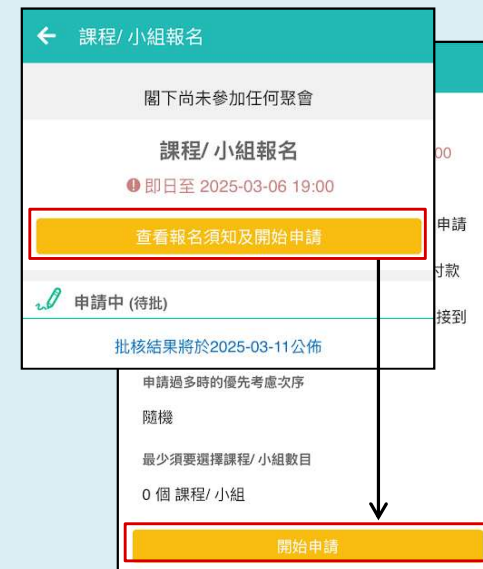 課程/ 小組報名
閣下尚未參加任何聚會
課程/ 小組報名
即日至 2025-03-06 19:00
查看報名須知及開始申請
申請中 (待批)
批核結果將於2025-03-11公佈
00
申請
付款
接到
申請過多時的優先考慮次序
隨機
最少須要選擇課程/ 小組數目
0 個 課程/ 小組
開始申請